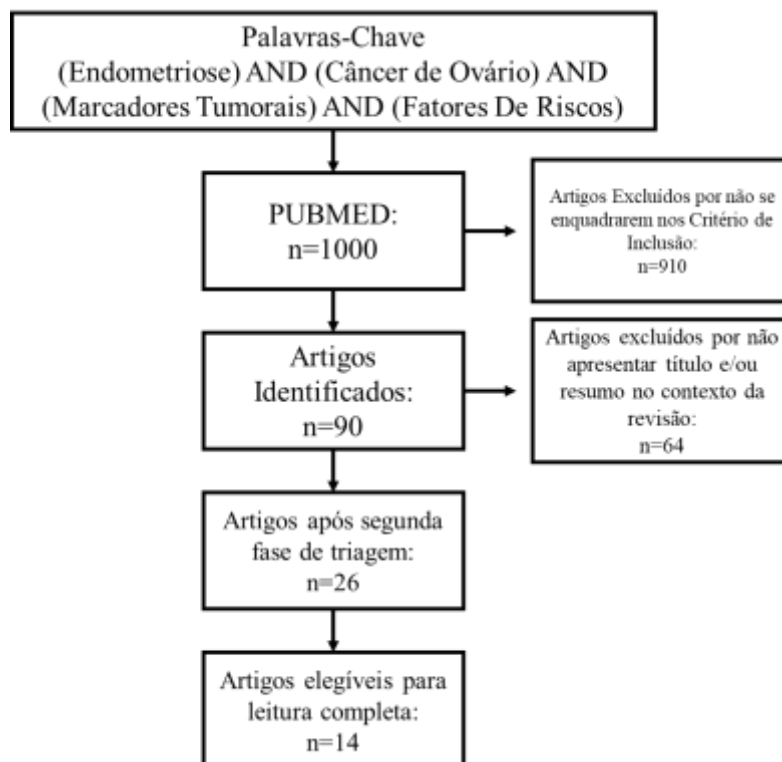 Palavras-Chave
(Endometriose) AND (Câncer de Ovário) AND
(Marcadores Tumorais) AND (Fatores De Riscos)
PUBMED:
n=1000
Artigos Excluídos por não se
enquadrarem nos Critério de
Inclusão:
n=910
Artigos
Identificados:
n=90
Artigos excluídos por não
apresentar título e/ou
resumo no contexto da
revisão:
n=64
Artigos após segunda
fase de triagem:
n=26
Artigos elegíveis para
leitura completa:
n=14